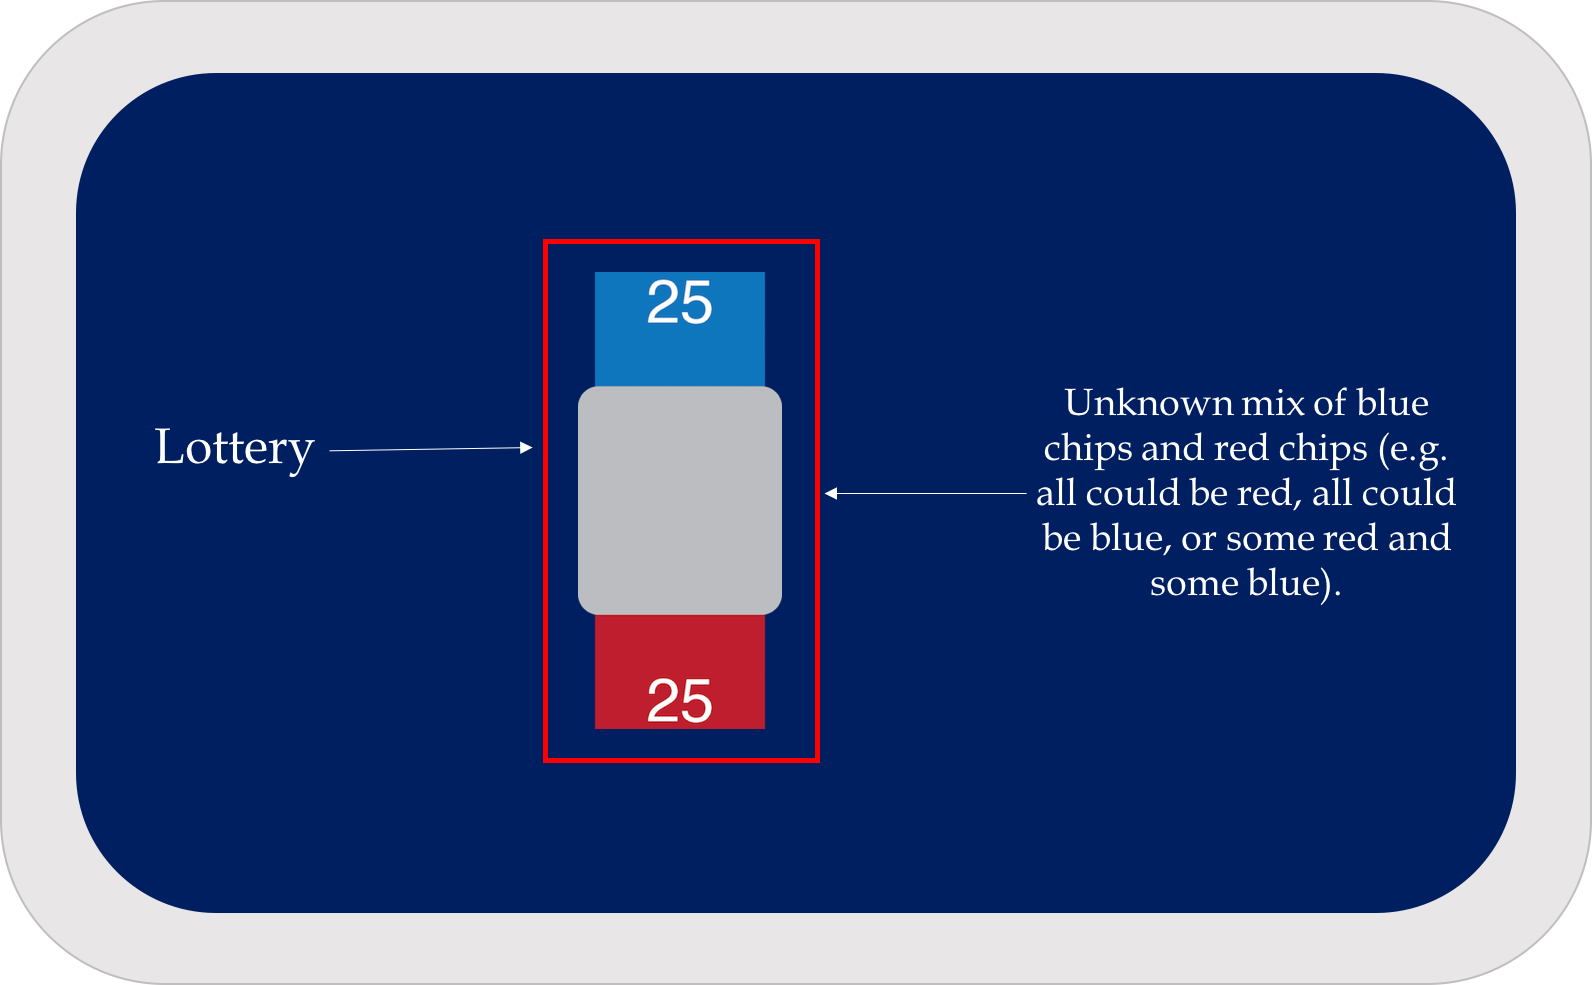 25
Lottery
Unknown mix of blue
chips and red chips (e.g.
all could be red, all could
be blue, or some red and
some blue).
25